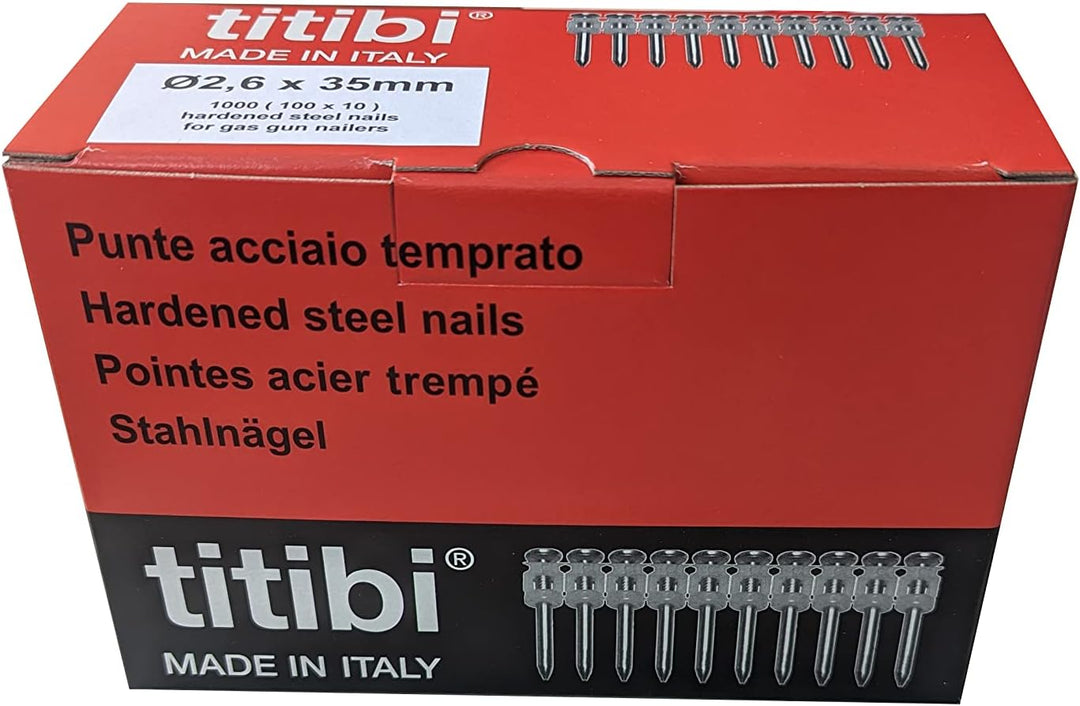 titibi®
MADE IN ITALY
Ø2,6 x 35mm
1000 ( 100 x 10 )
hardened steel nails
for gas gun nailers
Punte acciaio temprato
Hardened steel nails
Pointes acier trempé
Stahlnägel
titibi®
MADE IN ITALY